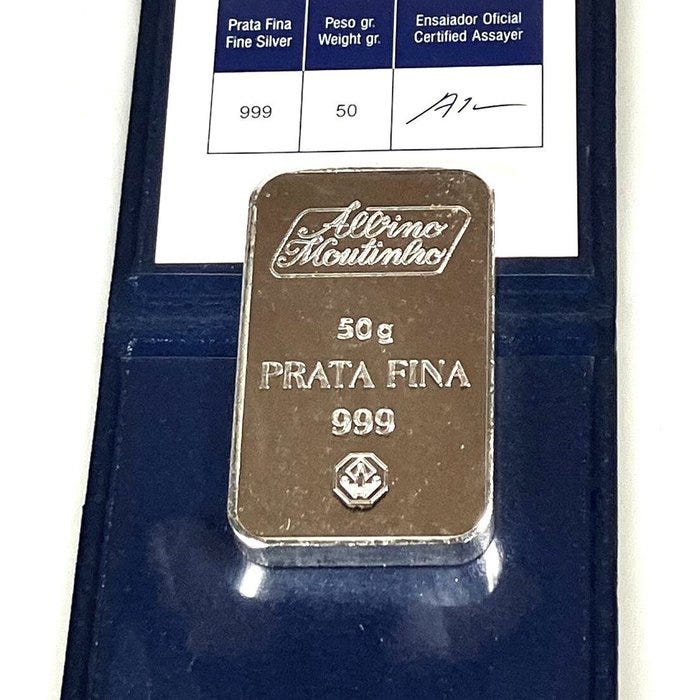 Prata Fina Peso gr. Ensaiador Oficial
Fine Silver Weight gr. Certified Assayer
999 50
Albino
Moutinho
50g
PRATA FINA
999